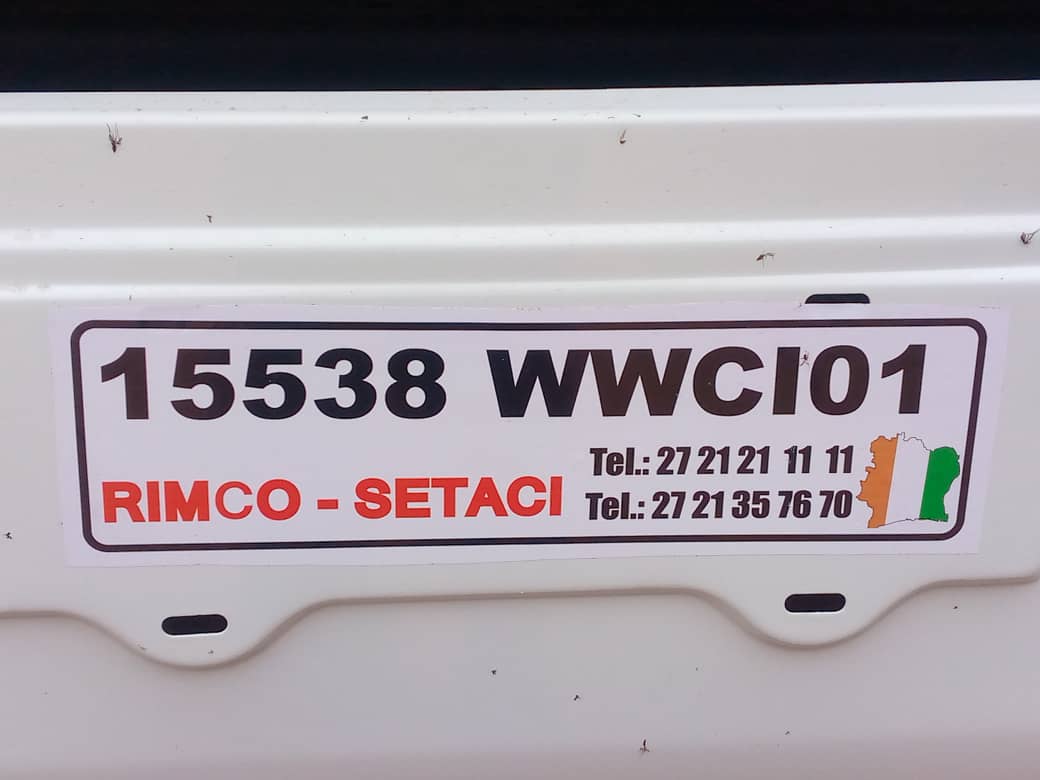 15538 WWCI01
RIMCO - SETACI
Tel.: 27 21 21 11 11
Tel.: 27 21 35 76 70